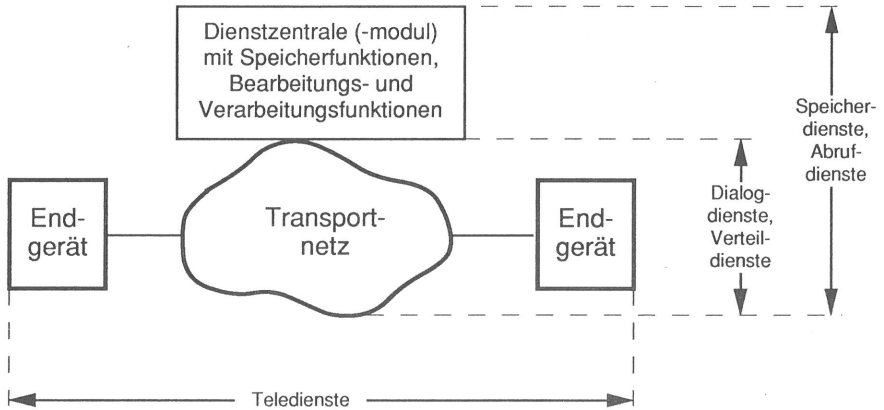 Dienstzentrale (-modul)
mit Speicherfunktionen,
Bearbeitungs- und
Verarbeitungsfunktionen
Speicher-
dienste,
Abruf-
dienste
Dialog-
dienste,
Verteil-
dienste
End-
gerät
Transport-
netz
End-
gerät
Teledienste